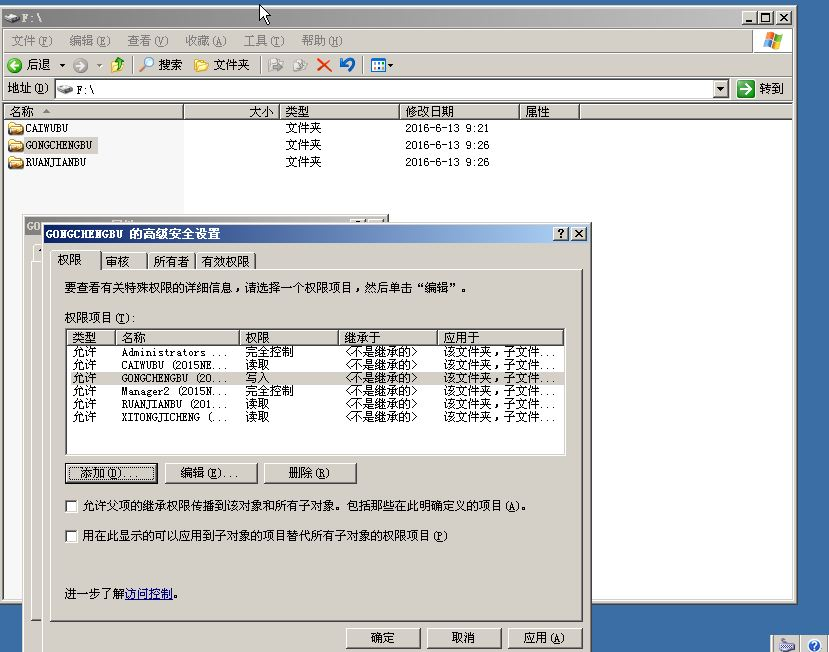 F:\
文件(F) 编辑(E) 查看(V) 收藏(A) 工具(T) 帮助(H)
后退 搜索 文件夹
地址(D) F:\ 转到
名称 大小 类型 修改日期 属性
CAIWUBU 文件夹 2016-6-13 9:21
GONGCHENGBU 文件夹 2016-6-13 9:26
RUANJIANBU 文件夹 2016-6-13 9:26
GO
GONGCHENGBU 的高级安全设置
权限 审核 所有者 有效权限
要查看有关特殊权限的详细信息，请选择一个权限项目，然后单击“编辑”。
权限项目(T):
类型 名称 权限 继承于 应用于
允许 Administrators ... 完全控制 <不是继承的> 该文件夹，子文件...
允许 CAIWUBU (2015NE... 读取 <不是继承的> 该文件夹，子文件...
允许 GONGCHENGBU (20... 写入 <不是继承的> 该文件夹，子文件...
允许 Manager2 (2015N... 完全控制 <不是继承的> 该文件夹，子文件...
允许 RUANJIANBU (201... 读取 <不是继承的> 该文件夹，子文件...
允许 XITONGJICHENG (... 读取 <不是继承的> 该文件夹，子文件...
添加(D)... 编辑(E)... 删除(R)
允许父项的继承权限传播到该对象和所有子对象。包括那些在此明确定义的项目(A)。
用在此显示的可以应用到子对象的项目替代所有子对象的权限项目(P)
进一步了解访问控制。
确定 取消 应用(A)